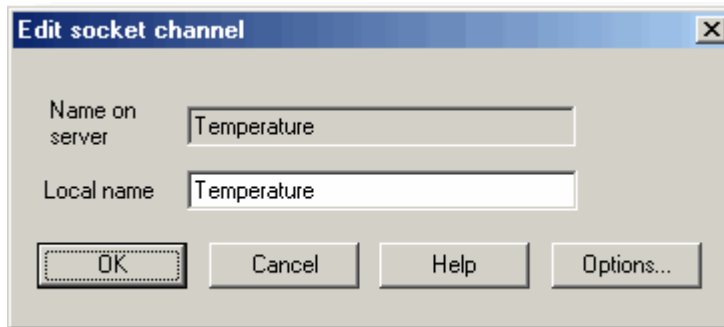 Edit socket channel
Name on
server
Temperature
Local name
Temperature
OK
Cancel
Help
Options...